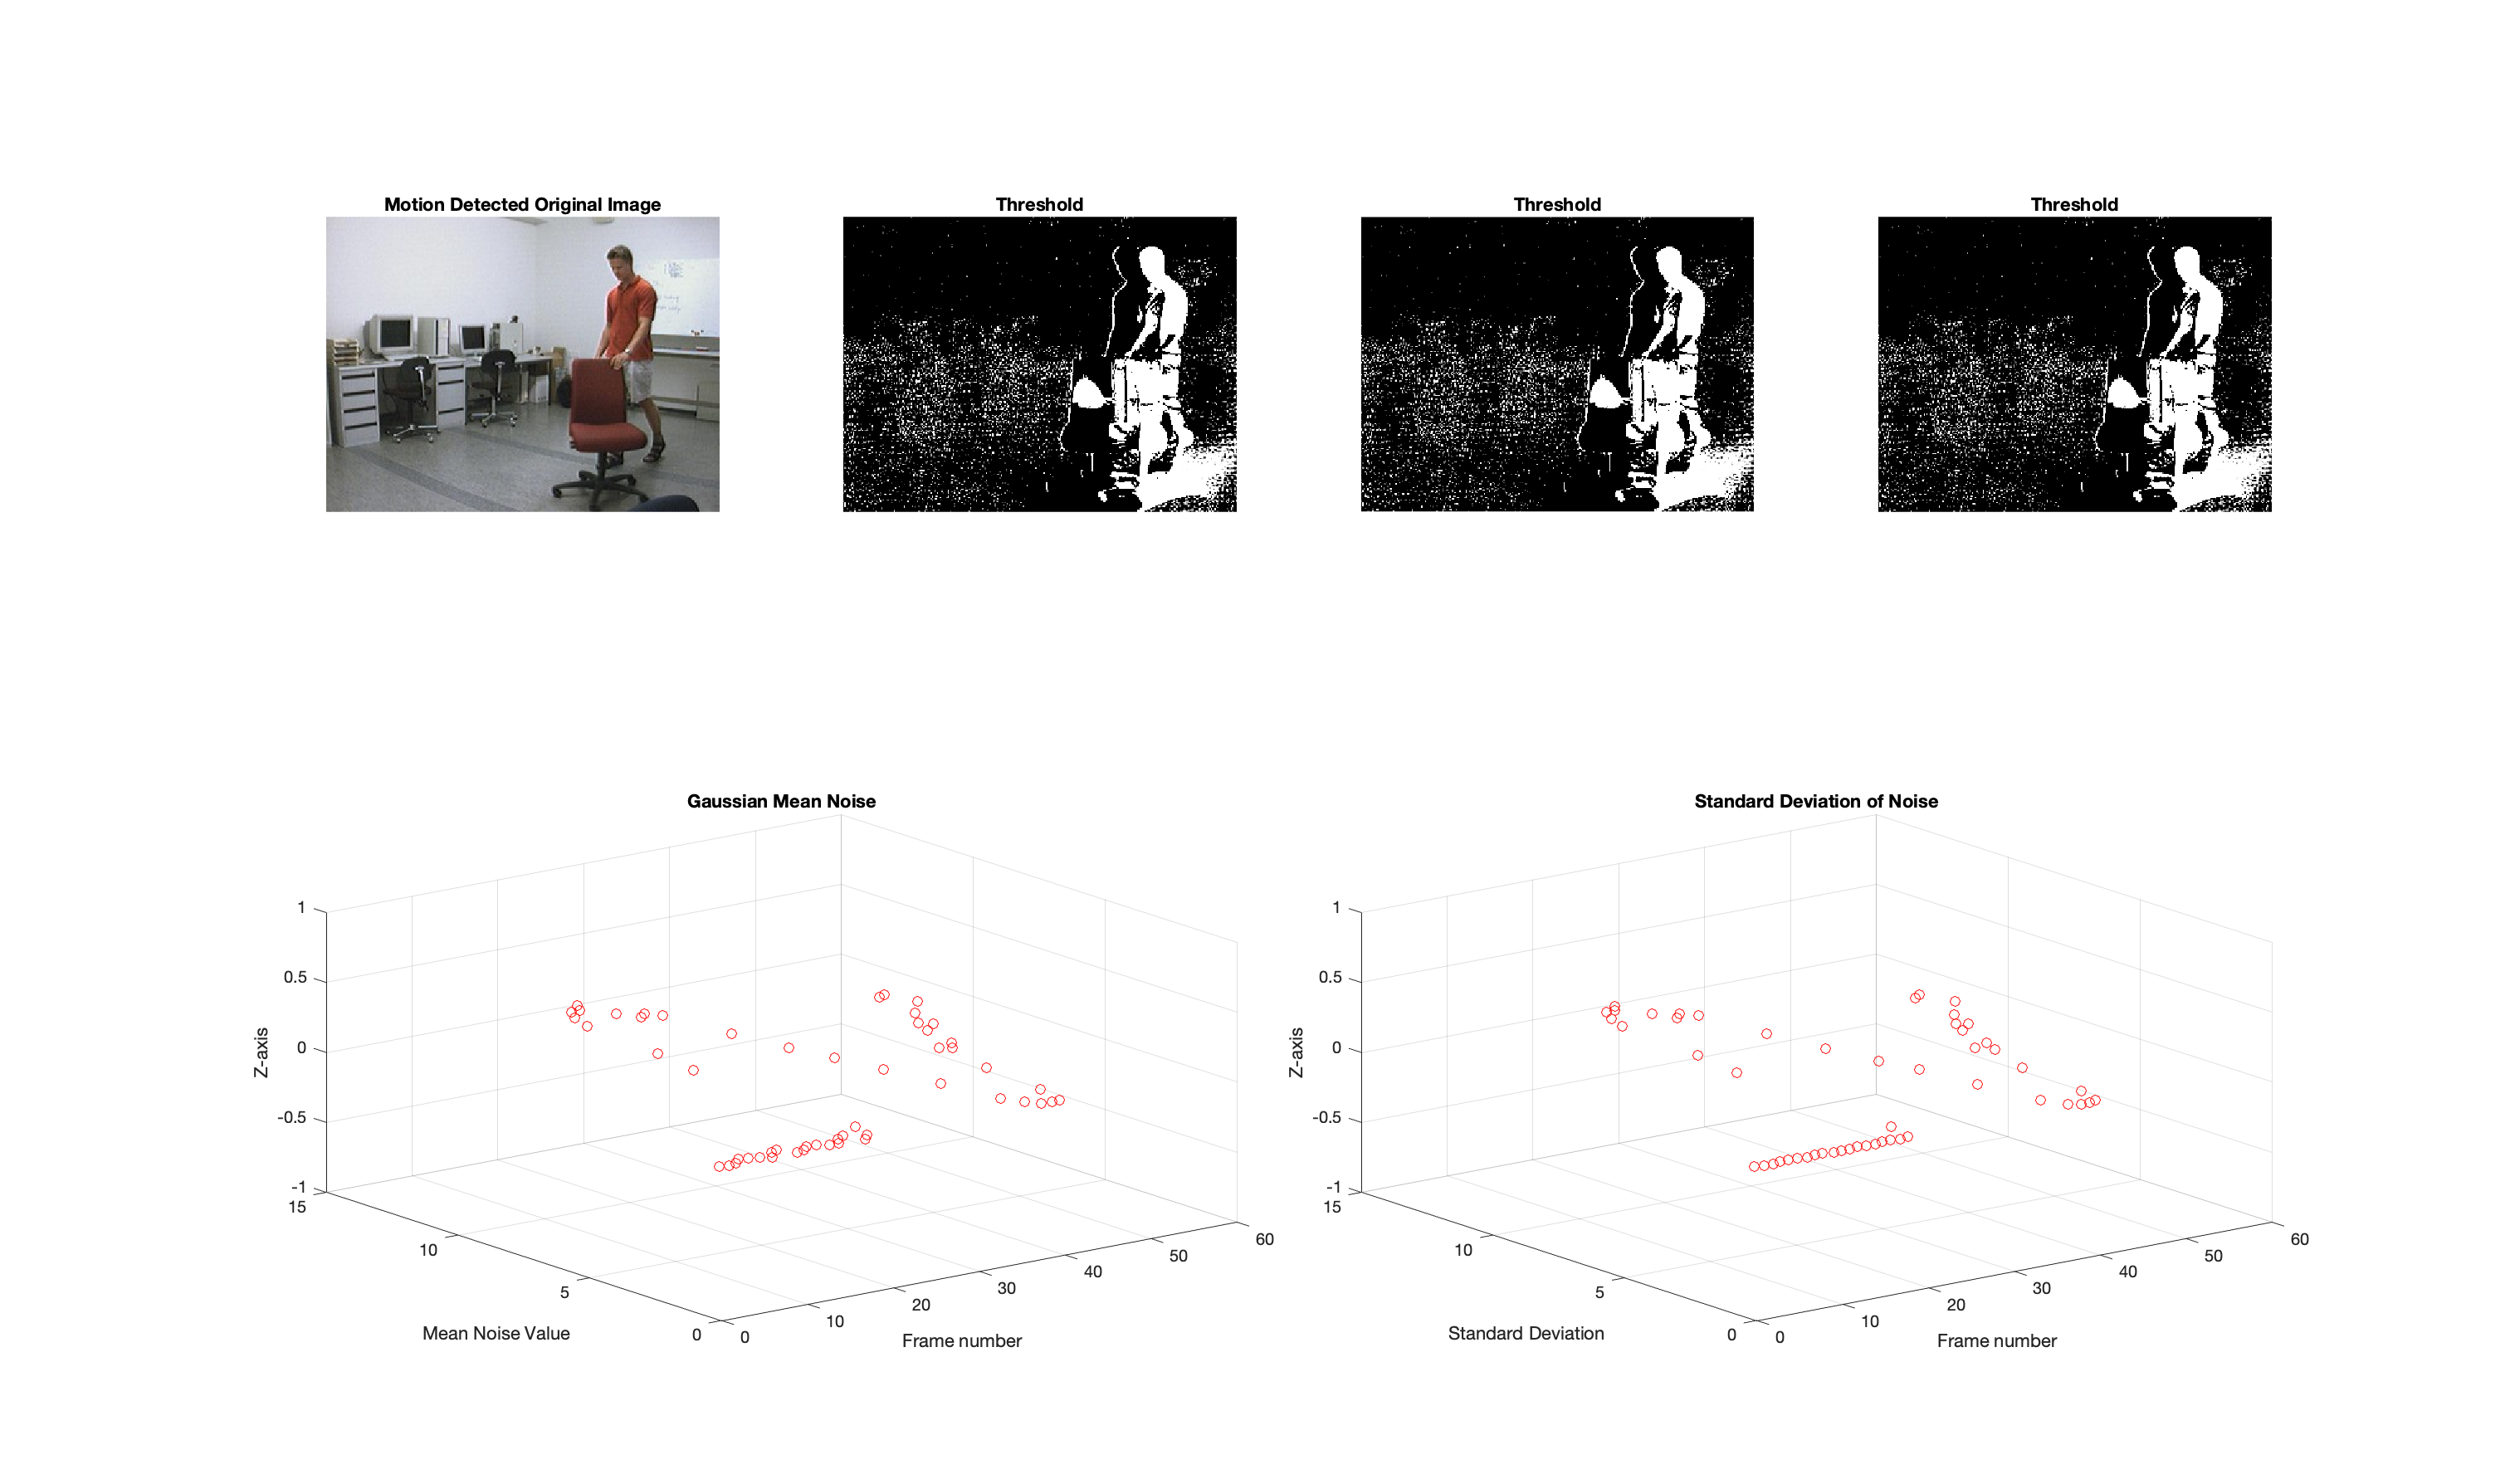 Motion Detected Original Image
Threshold
Threshold
Threshold
Gaussian Mean Noise
1
0.5
0
-0.5
-1
Z-axis
15
10
5
0
Mean Noise Value
0
10
20
30
40
50
60
Frame number
Standard Deviation of Noise
1
0.5
0
-0.5
-1
Z-axis
15
10
5
0
Standard Deviation
0
10
20
30
40
50
60
Frame number